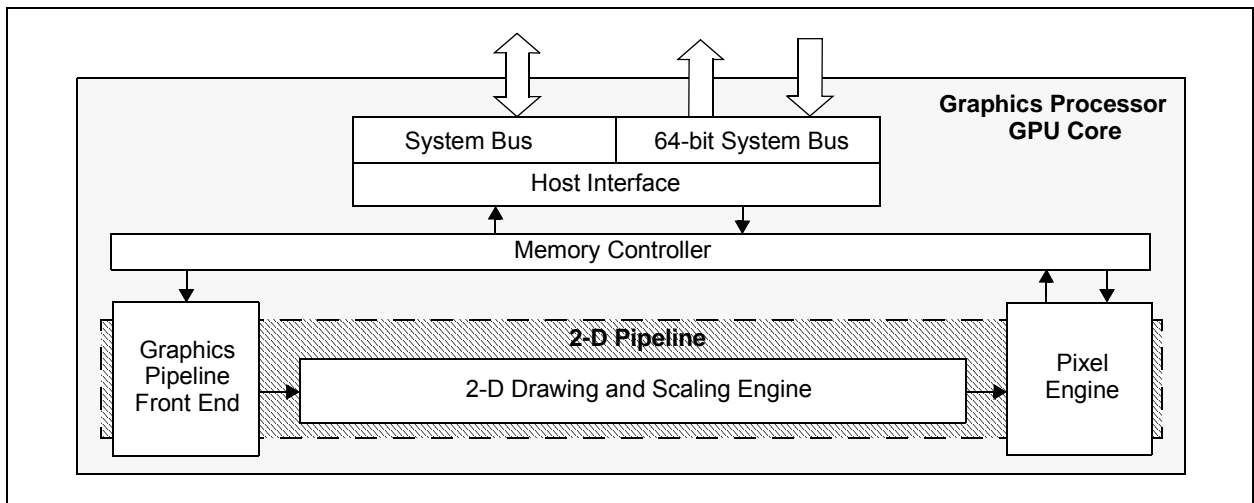 Graphics Processor
GPU Core
System Bus
64-bit System Bus
Host Interface
Memory Controller
2-D Pipeline
Graphics
Pipeline
Front End
2-D Drawing and Scaling Engine
Pixel
Engine